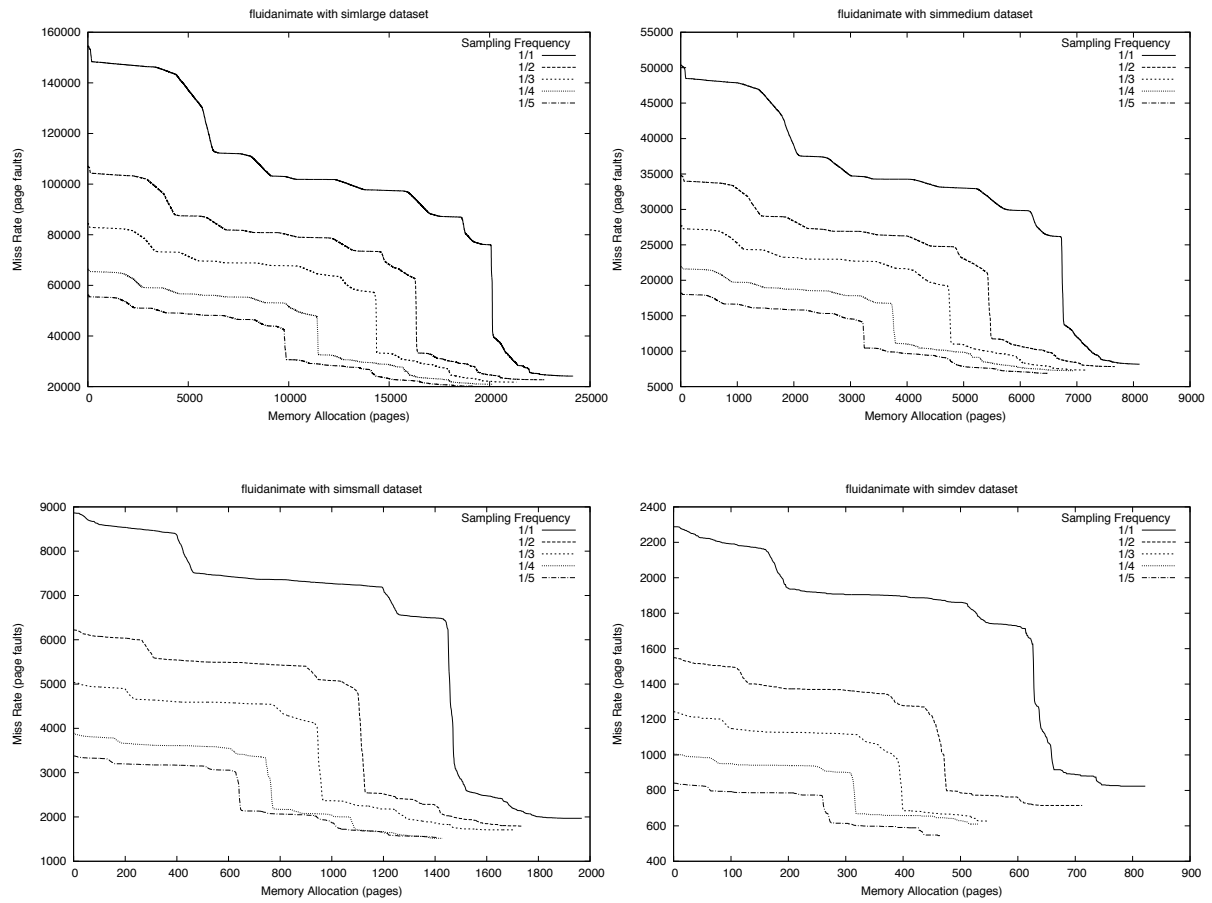 fluidanimate with simlarge dataset
160000
140000
120000
100000
80000
60000
40000
20000
Miss Rate (page faults)
0 5000 10000 15000 20000 25000
Memory Allocation (pages)
Sampling Frequency
1/1
1/2
1/3
1/4
1/5
fluidanimate with simmedium dataset
55000
50000
45000
40000
35000
30000
25000
20000
15000
10000
5000
Miss Rate (page faults)
0 1000 2000 3000 4000 5000 6000 7000 8000 9000
Memory Allocation (pages)
Sampling Frequency
1/1
1/2
1/3
1/4
1/5
fluidanimate with simsmall dataset
9000
8000
7000
6000
5000
4000
3000
2000
1000
Miss Rate (page faults)
0 200 400 600 800 1000 1200 1400 1600 1800 2000
Memory Allocation (pages)
Sampling Frequency
1/1
1/2
1/3
1/4
1/5
fluidanimate with simdev dataset
2400
2200
2000
1800
1600
1400
1200
1000
800
600
400
Miss Rate (page faults)
0 100 200 300 400 500 600 700 800 900
Memory Allocation (pages)
Sampling Frequency
1/1
1/2
1/3
1/4
1/5